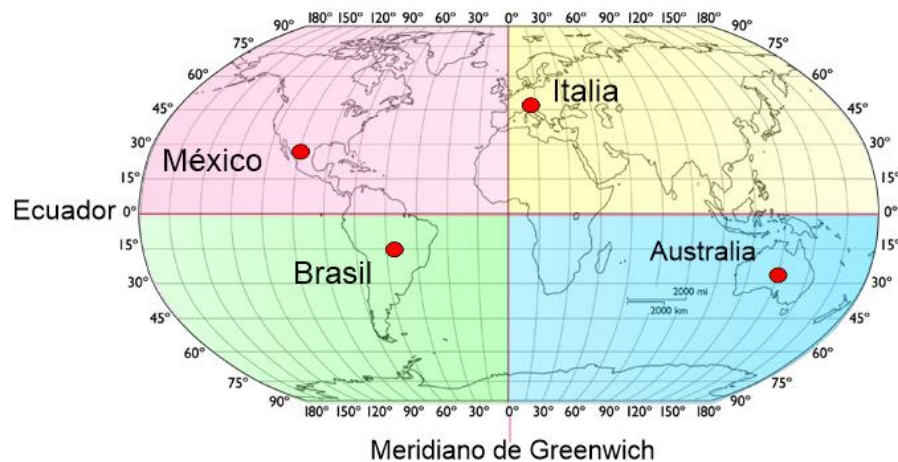 180° 150° 120° 90° 60° 30° 0° 30° 60° 90° 120° 150° 180°
90° 90°
75° 75°
60° 60°
45° Italia 45°
30° 30°
México
15° 15°
Ecuador 0° 0°
15° Australia 15°
Brasil
30° 2000 mi 30°
2000 km
45° 45°
60° 60°
75° 75°
90° 90°
180° 150° 120° 90° 60° 30° 0° 30° 60° 90° 120° 150° 180°
Meridiano de Greenwich